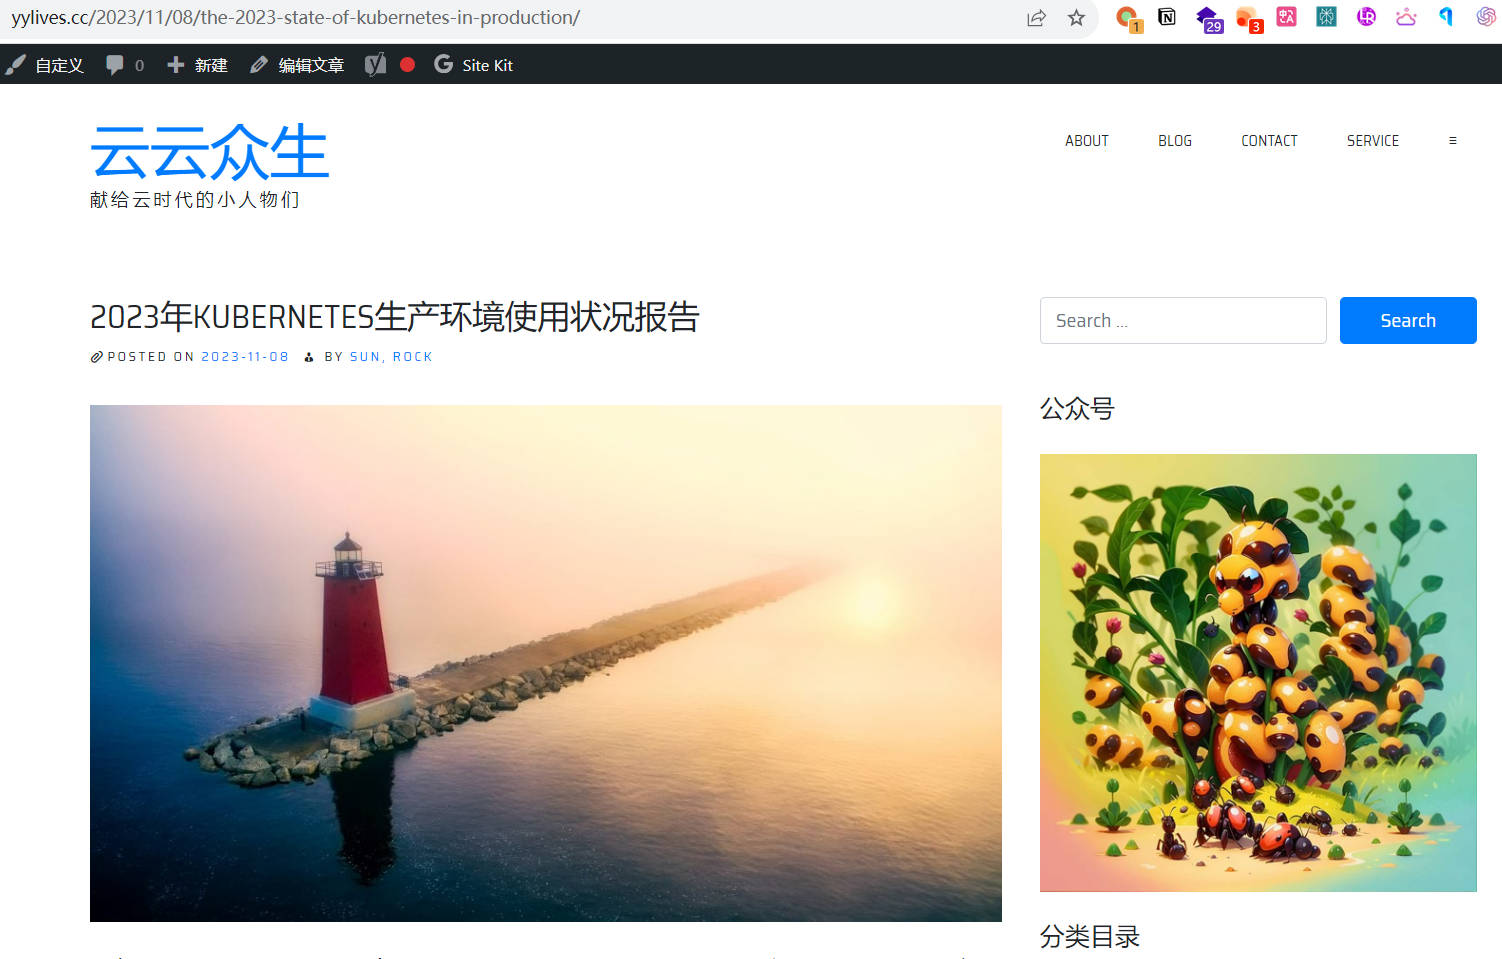 yylives.cc/2023/11/08/the-2023-state-of-kubernetes-in-production/
1
29
3
自定义
0
新建
编辑文章
Site Kit
云云众生
献给云时代的小人物们
ABOUT
BLOG
CONTACT
SERVICE
2023年KUBERNETES生产环境使用状况报告
POSTED ON 2023-11-08 BY SUN, ROCK
Search …
Search
公众号
分类目录